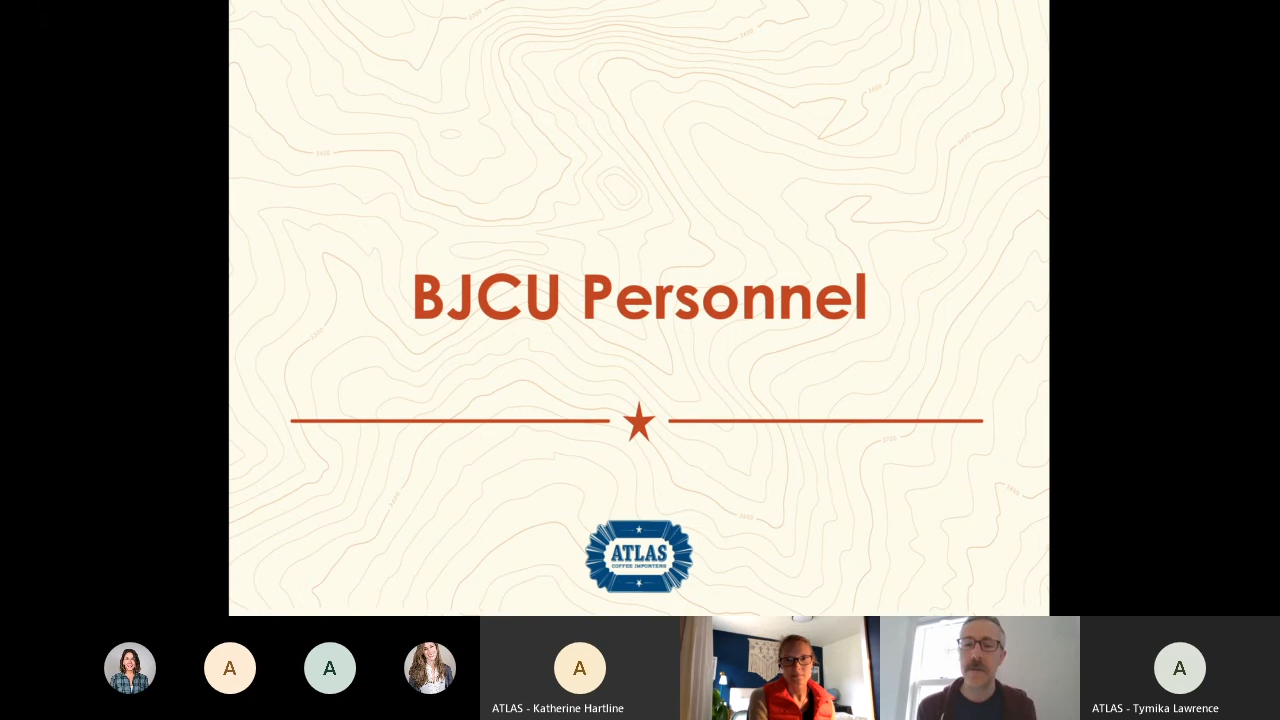 BJCU Personnel
ATLAS
COFFEE IMPORTERS
A
A
A
A
ATLAS - Katherine Hartline
ATLAS - Tymika Lawrence